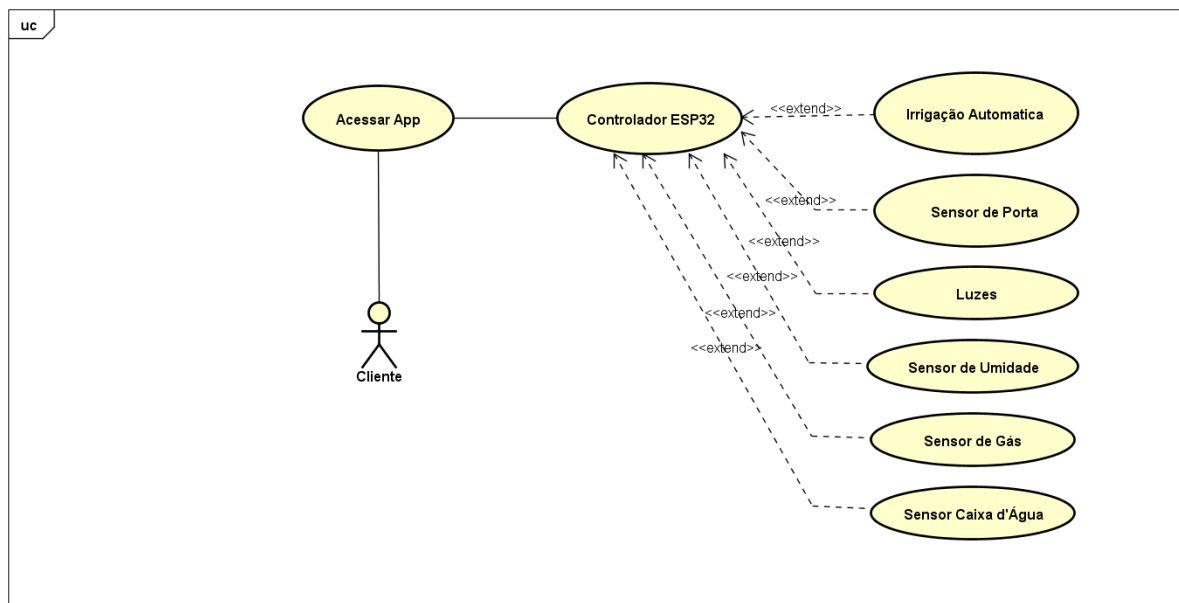 uc
Acessar App
Controlador ESP32
<<extend>>
Irrigação Automatica
<<extend>>
Sensor de Porta
<<extend>>
Luzes
<<extend>>
Sensor de Umidade
<<extend>>
Sensor de Gás
<<extend>>
Sensor Caixa d'Água
Cliente